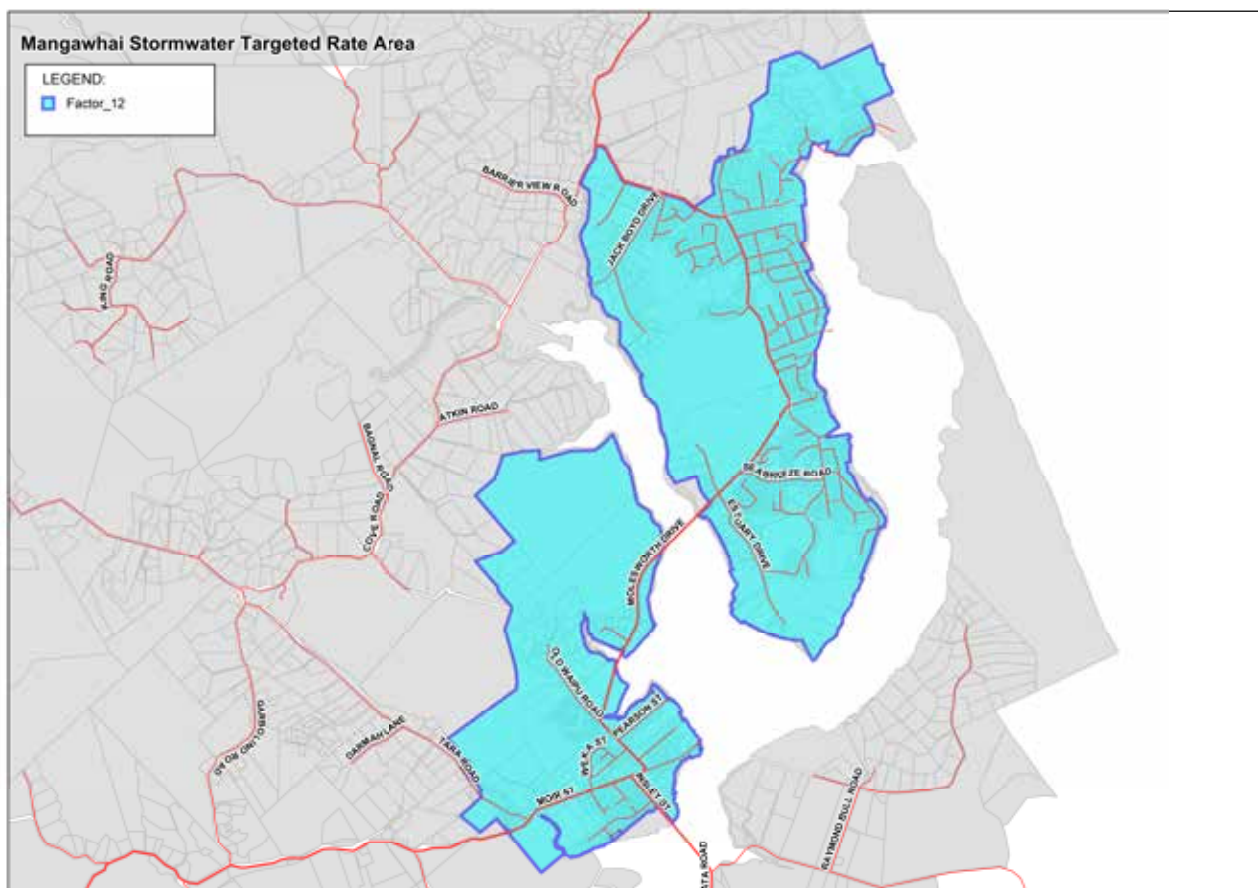 Mangawhai Stormwater Targeted Rate Area
LEGEND:
Factor_12
BARRIER VIEW ROAD
JACK BOYD DRIVE
KING ROAD
ATKIN ROAD
BAGNAL ROAD
COVE ROAD
SEABREEZE ROAD
ESTUARY DRIVE
MOLESWORTH DRIVE
OLD WAIPU ROAD
PEARSON ST
GARBOLINO ROAD
DARMAH LANE
TARA ROAD
WEKA ST
MOIR ST
INSLEY ST
RAYMOND BULL ROAD
ATA ROAD